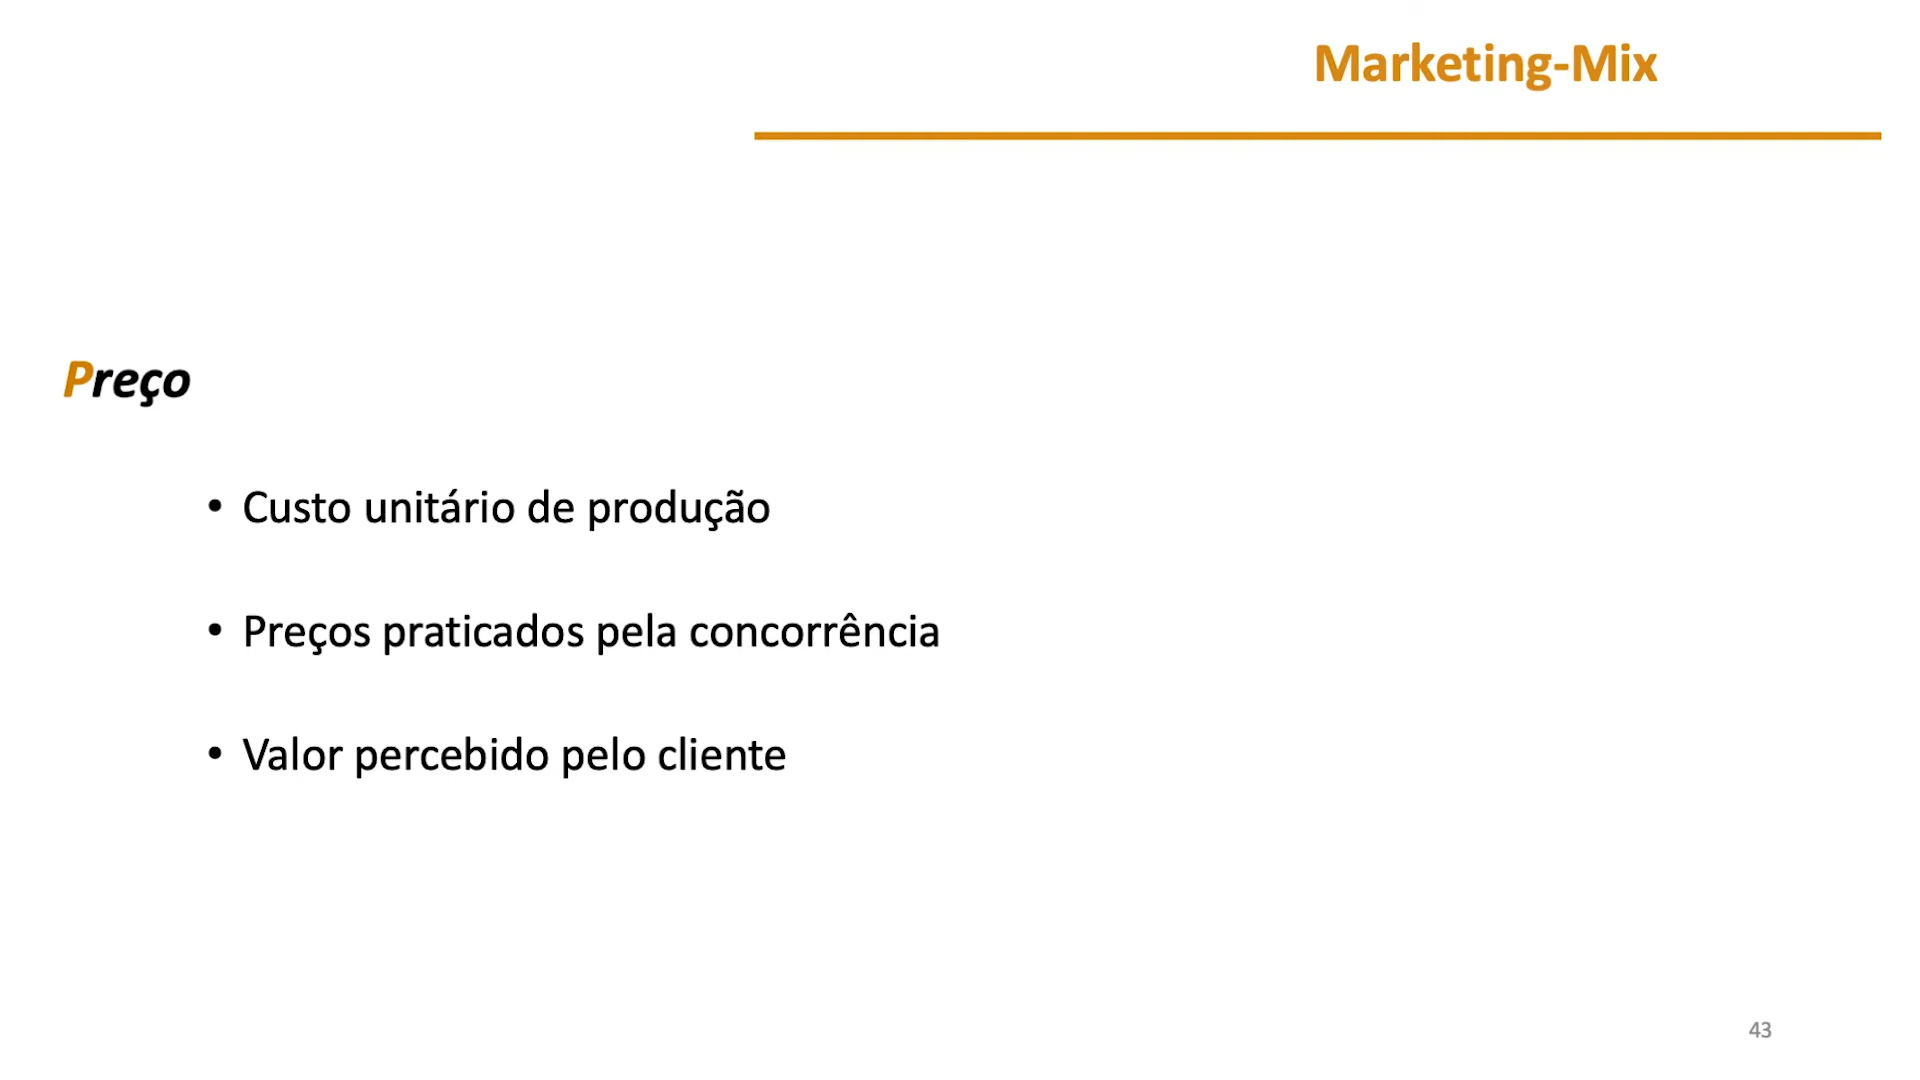 Marketing-Mix
Preço
• Custo unitário de produção
• Preços praticados pela concorrência
• Valor percebido pelo cliente
43